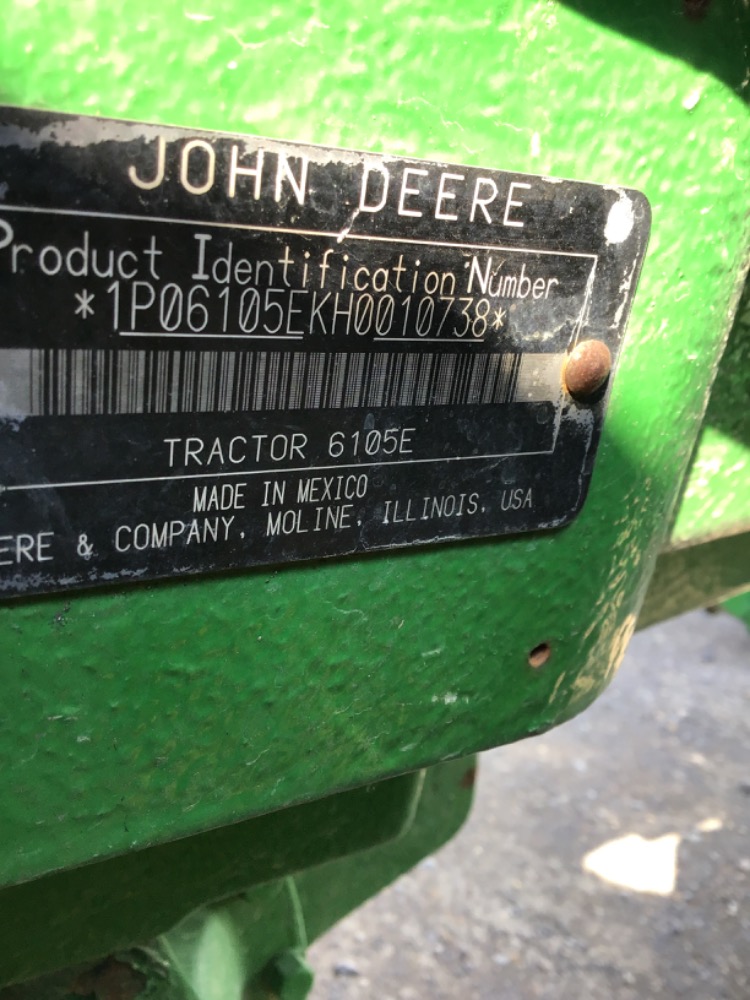 JOHN DEERE
Product Identification Number
*1P06105EKH0010738*
TRACTOR 6105E
MADE IN MEXICO
ERE & COMPANY, MOLINE, ILLINOIS, USA